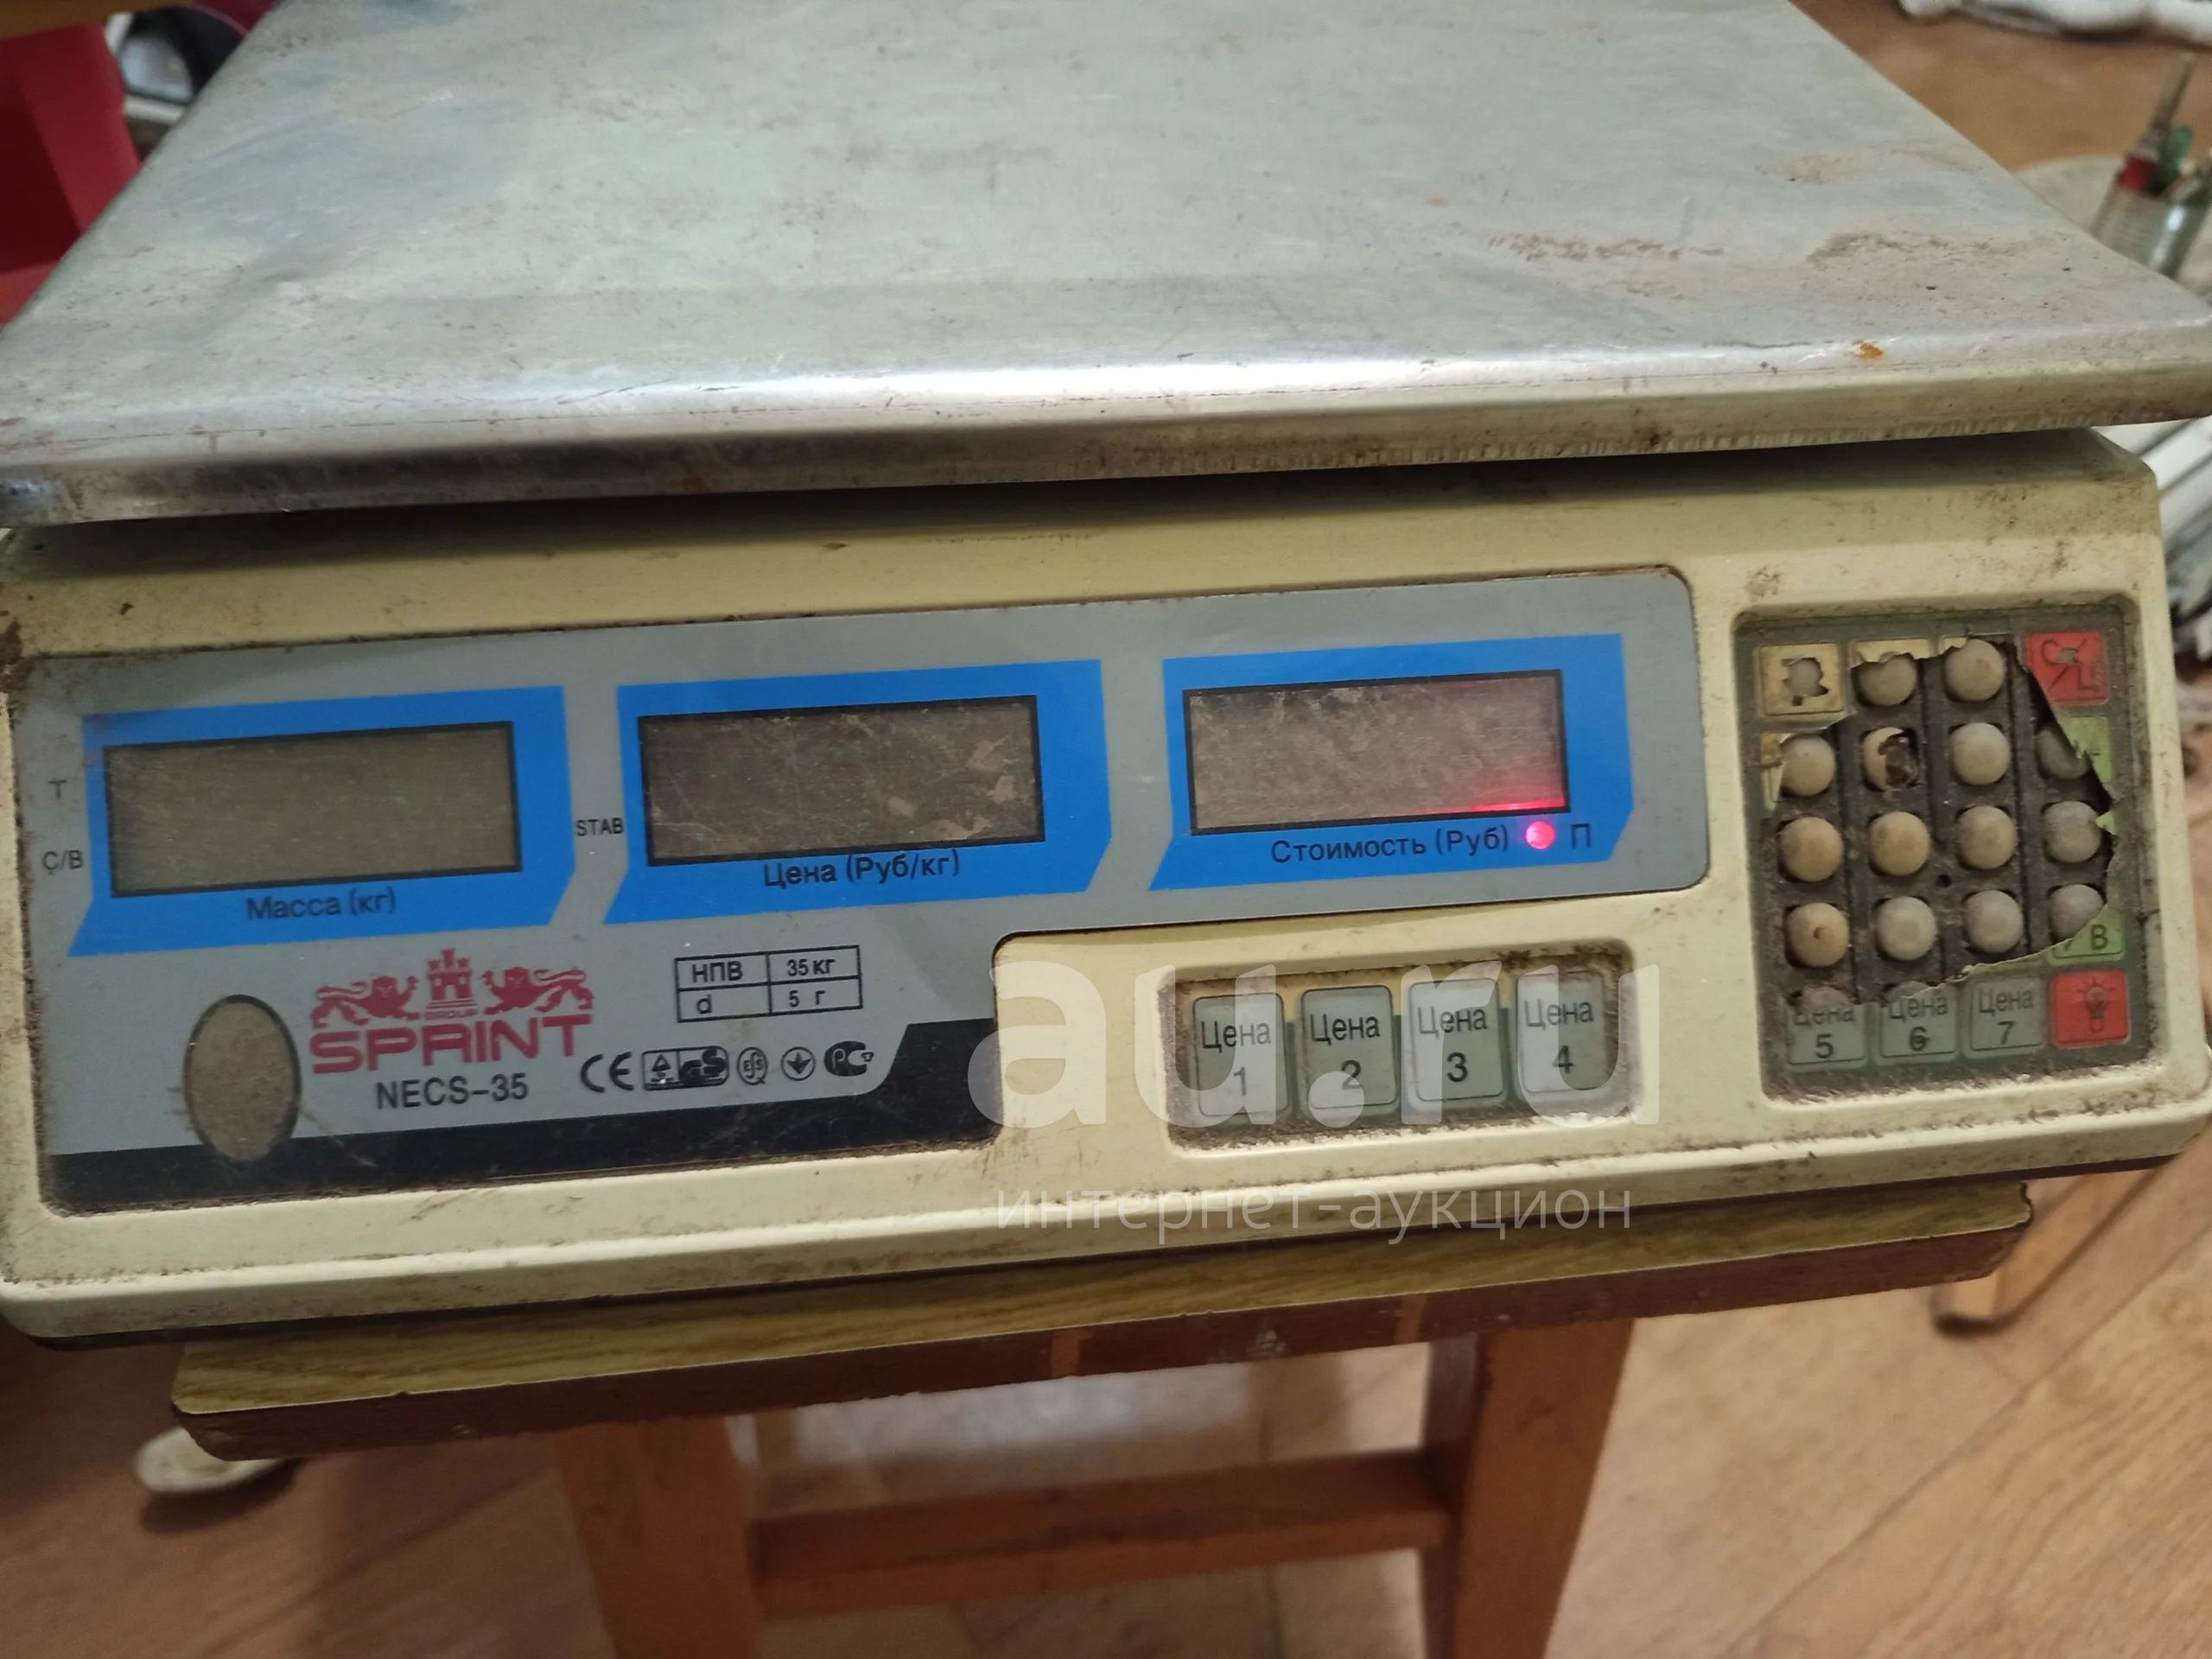 Т
С/В
STAB
Масса (кг)
Цена (Руб/кг)
Стоимость (Руб)
П
GROUP
SPRINT
NECS-35
НПВ 35 кг
d 5 г
CE
Цена 1
Цена 2
Цена 3
Цена 4
В
Цена 5
Цена 6
Цена 7
au.ru
интернет-аукцион